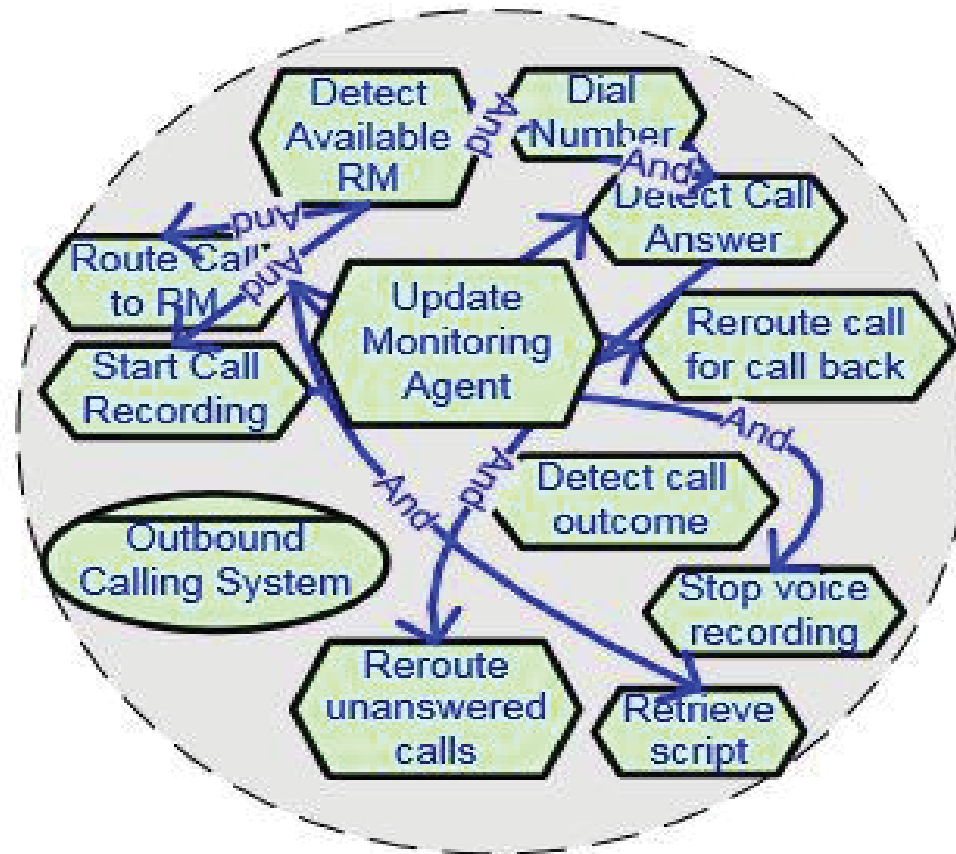 Detect
Available
RM
And
Dial
Number
And
Detect Call
Answer
And
Route Call
to RM
And
Start Call
Recording
Update
Monitoring
Agent
Reroute call
for call back
And
And
And
Detect call
outcome
Outbound
Calling System
Stop voice
recording
Reroute
unanswered
calls
Retrieve
script